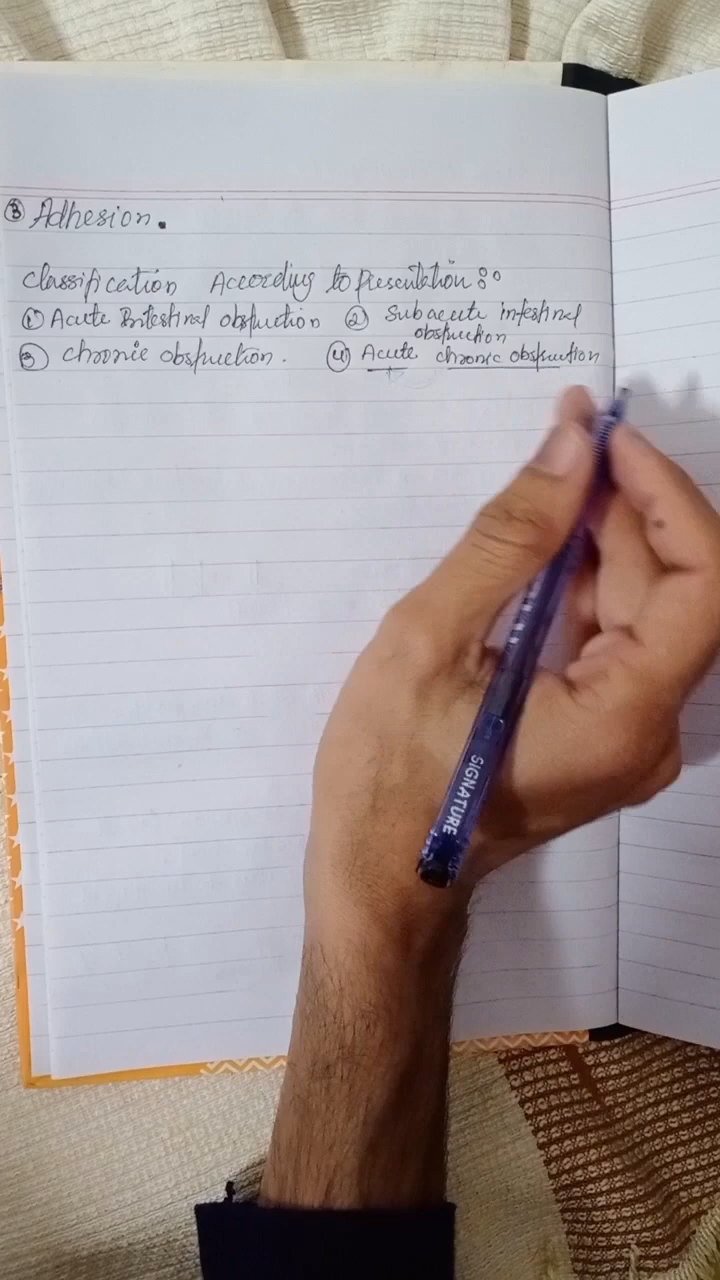 ③ Adhesion.
Classification According to Presentation :
① Acute Intestinal obstruction ② Subacute intestinal obstruction
③ chronic obstruction. ④ Acute chronic obstruction
SIGNATURE